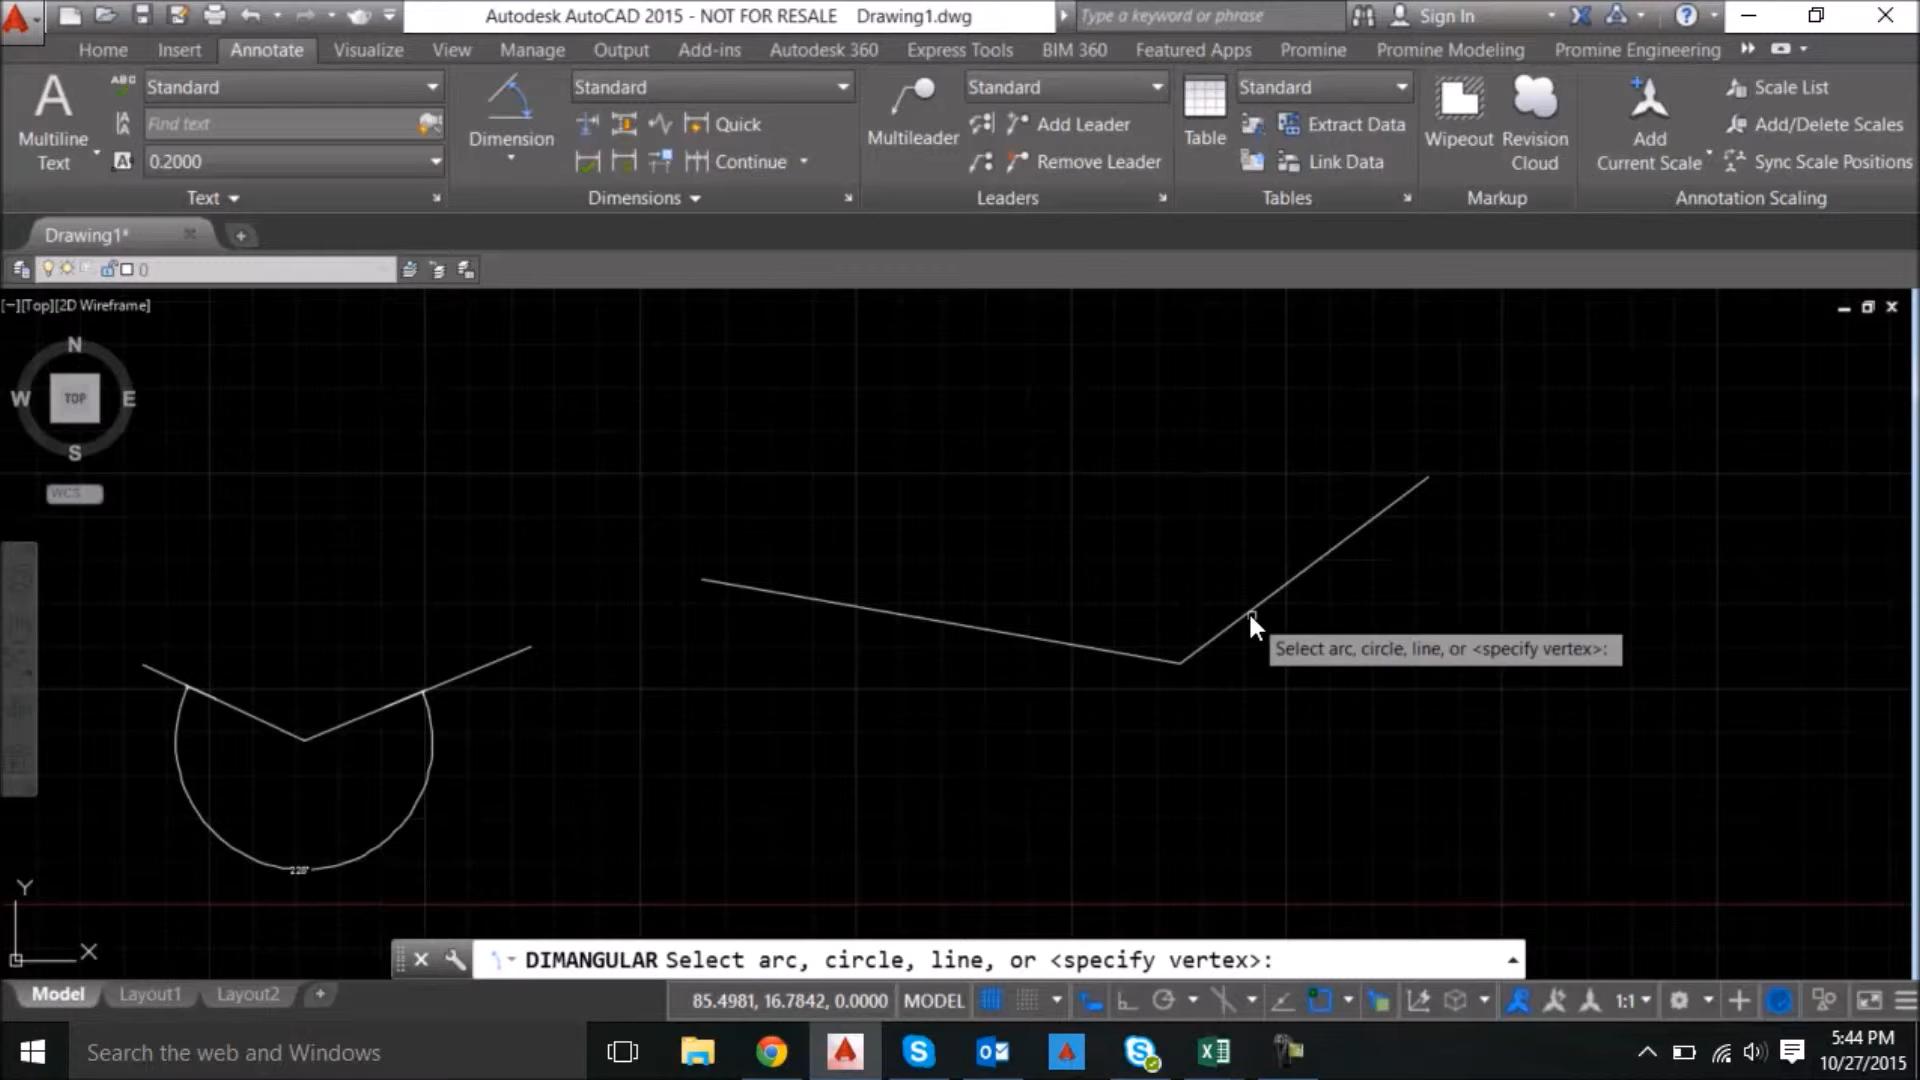 Autodesk AutoCAD 2015 - NOT FOR RESALE Drawing1.dwg
Type a keyword or phrase
Sign In
Home Insert Annotate Visualize View Manage Output Add-ins Autodesk 360 Express Tools BIM 360 Featured Apps Promine Promine Modeling Promine Engineering
A
Multiline
Text
ABC
Standard
Find text
0.2000
Text
Dimension
Standard
Quick
Continue
Dimensions
Multileader
Standard
Add Leader
Remove Leader
Leaders
Table
Standard
Extract Data
Link Data
Tables
Wipeout
Revision
Cloud
Markup
Add
Current Scale
Scale List
Add/Delete Scales
Sync Scale Positions
Annotation Scaling
Drawing1*
0
[−][Top][2D Wireframe]
N
W TOP E
S
WCS
Select arc, circle, line, or <specify vertex>:
Y
X
DIMANGULAR Select arc, circle, line, or <specify vertex>:
Model Layout1 Layout2
85.4981, 16.7842, 0.0000 MODEL 1:1
Search the web and Windows
5:44 PM
10/27/2015